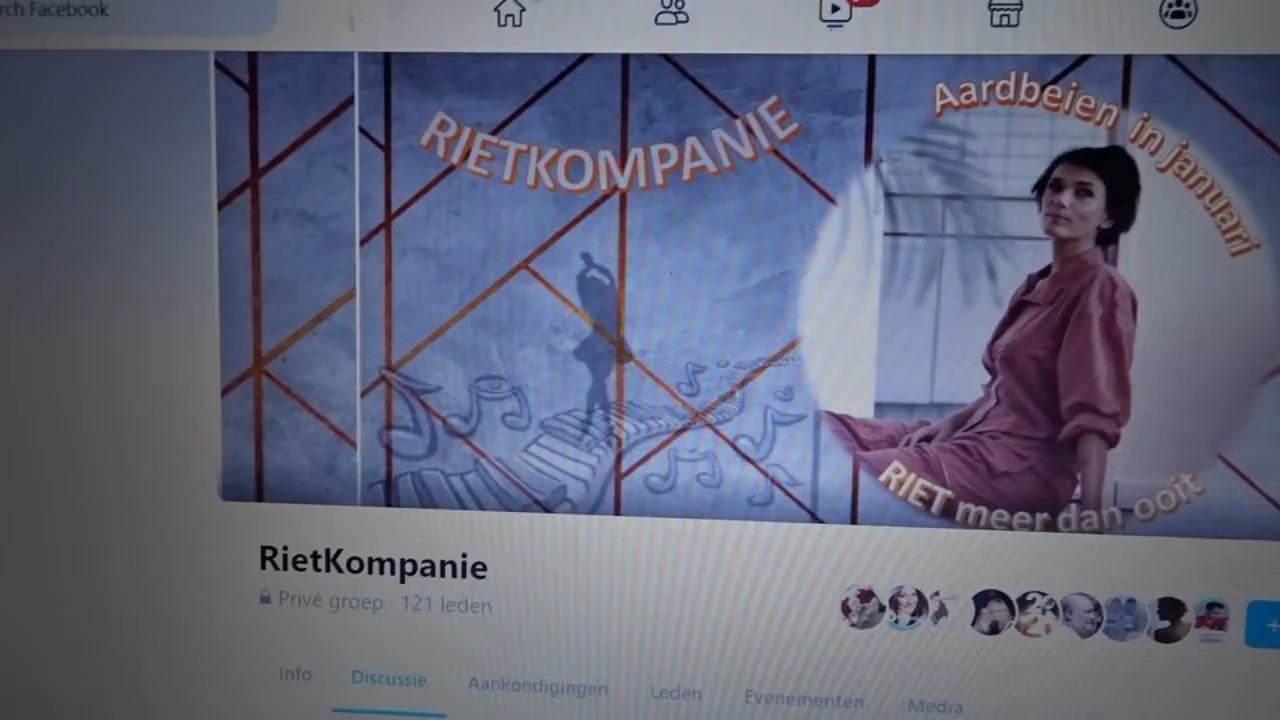 rch Facebook
RIETKOMPANIE
Aardbeien in januari
RIET meer dan ooit
RietKompanie
Privé groep · 121 leden
Info Discussie Aankondigingen Leden Evenementen Media